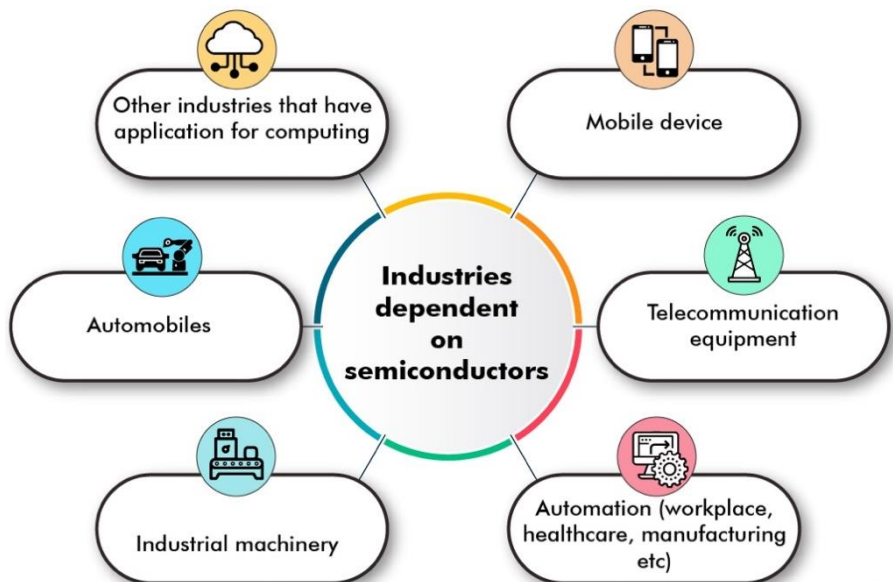 Other industries that have
application for computing
Mobile device
Automobiles
Industries
dependent
on
semiconductors
Telecommunication
equipment
Industrial machinery
Automation (workplace,
healthcare, manufacturing
etc)